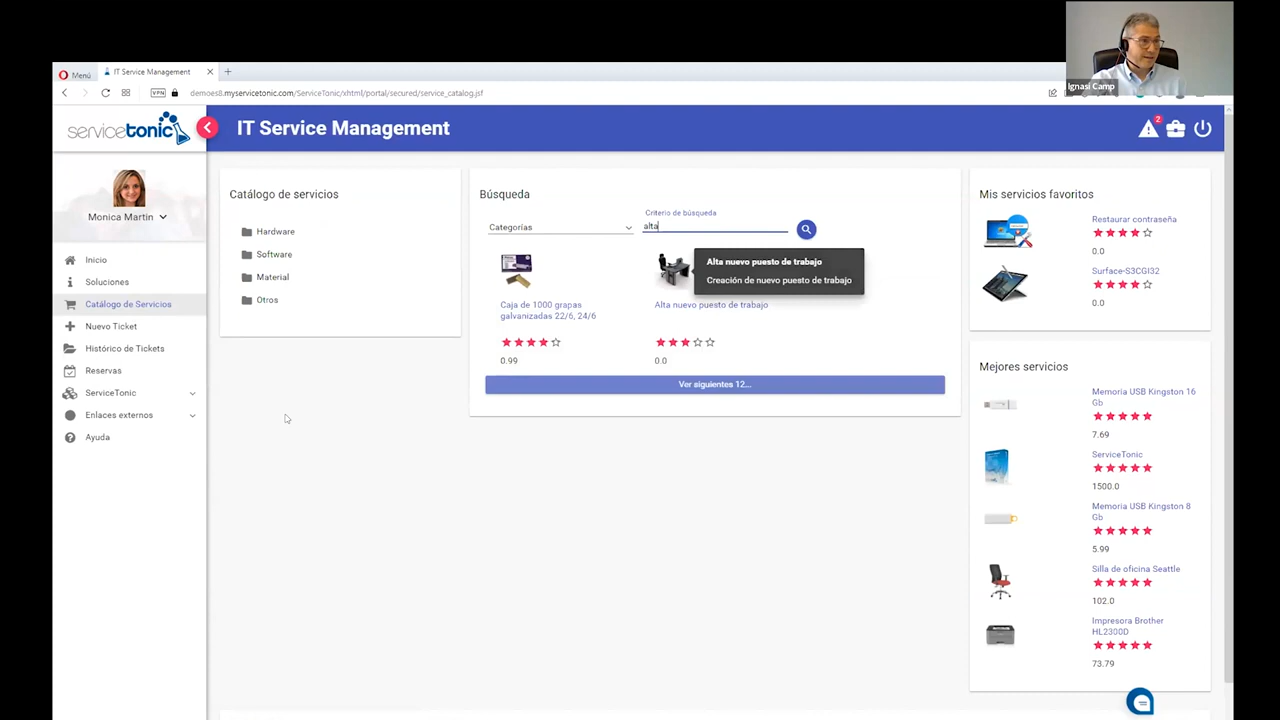 Ignasi Camp
Menú
IT Service Management
demoes8.myservicetonic.com/ServiceTonic/xhtml/portal/secured/service_catalog.jsf
VPN
servicetonic
IT Service Management
2
Monica Martin
Inicio
Soluciones
Catálogo de Servicios
Nuevo Ticket
Histórico de Tickets
Reservas
ServiceTonic
Enlaces externos
Ayuda
Catálogo de servicios
Hardware
Software
Material
Otros
Búsqueda
Categorías
Criterio de búsqueda
alta
Alta nuevo puesto de trabajo
Creación de nuevo puesto de trabajo
Caja de 1000 grapas
galvanizadas 22/6, 24/6
0.99
Alta nuevo puesto de trabajo
0.0
Ver siguientes 12...
Mis servicios favoritos
Restaurar contraseña
0.0
Surface-S3CGI32
0.0
Mejores servicios
Memoria USB Kingston 16
Gb
7.69
ServiceTonic
1500.0
Memoria USB Kingston 8
Gb
5.99
Silla de oficina Seattle
102.0
Impresora Brother
HL2300D
73.79